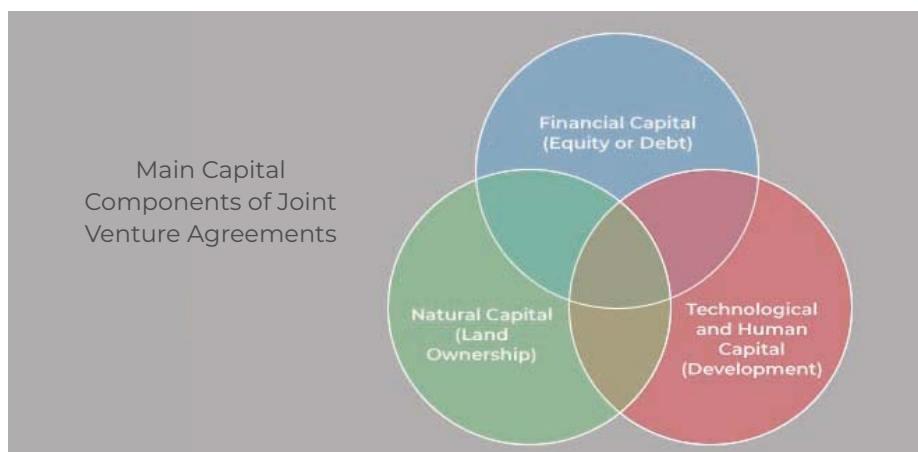 Main Capital
Components of Joint
Venture Agreements
Financial Capital
(Equity or Debt)
Natural Capital
(Land
Ownership)
Technological
and Human
Capital
(Development)